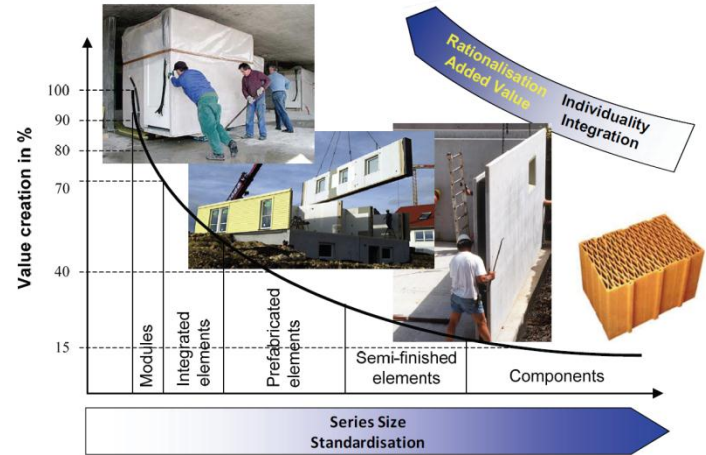 Rationalisation
Added Value
Individuality
Integration
Value creation in %
100
90
80
70
40
15
Modules
Integrated
elements
Prefabricated
elements
Semi-finished
elements
Components
Series Size
Standardisation